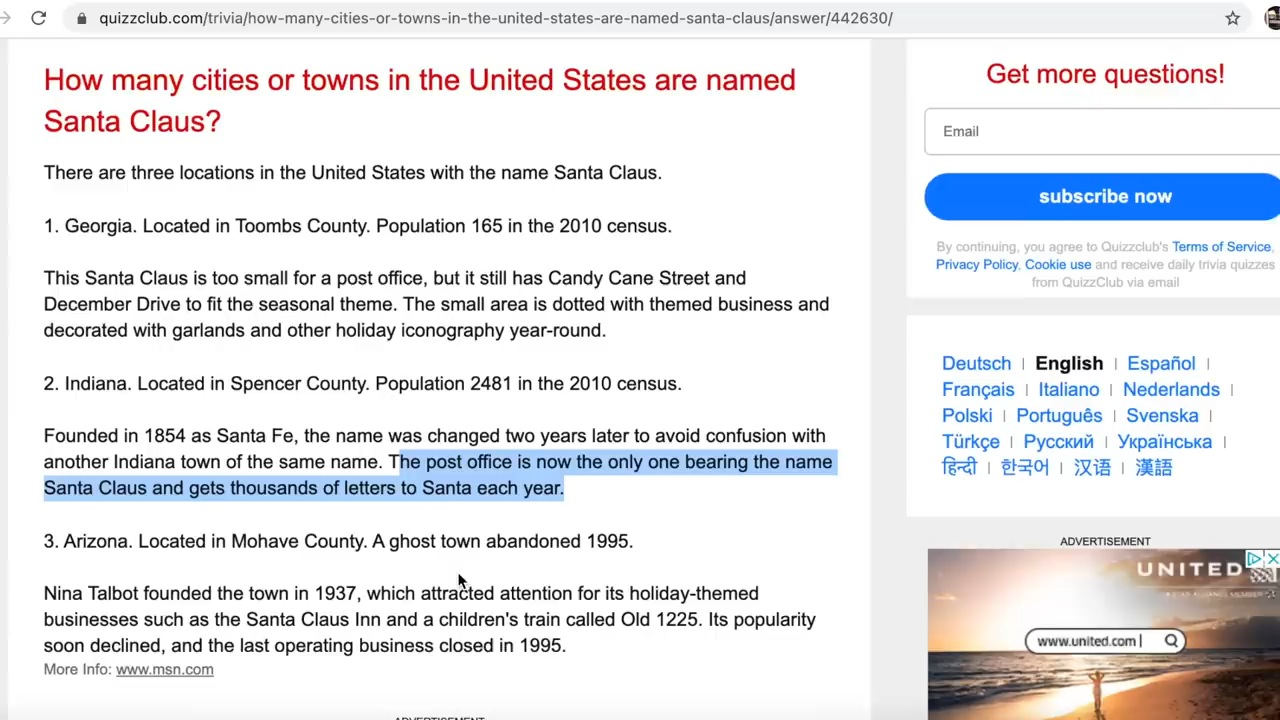 quizzclub.com/trivia/how-many-cities-or-towns-in-the-united-states-are-named-santa-claus/answer/442630/
How many cities or towns in the United States are named
Santa Claus?
There are three locations in the United States with the name Santa Claus.
1. Georgia. Located in Toombs County. Population 165 in the 2010 census.
This Santa Claus is too small for a post office, but it still has Candy Cane Street and
December Drive to fit the seasonal theme. The small area is dotted with themed business and
decorated with garlands and other holiday iconography year-round.
2. Indiana. Located in Spencer County. Population 2481 in the 2010 census.
Founded in 1854 as Santa Fe, the name was changed two years later to avoid confusion with
another Indiana town of the same name. The post office is now the only one bearing the name
Santa Claus and gets thousands of letters to Santa each year.
3. Arizona. Located in Mohave County. A ghost town abandoned 1995.
Nina Talbot founded the town in 1937, which attracted attention for its holiday-themed
businesses such as the Santa Claus Inn and a children's train called Old 1225. Its popularity
soon declined, and the last operating business closed in 1995.
More Info: www.msn.com
ADVERTISEMENT
Get more questions!
Email
subscribe now
By continuing, you agree to Quizzclub's Terms of Service,
Privacy Policy, Cookie use and receive daily trivia quizzes
from QuizzClub via email
Deutsch | English | Español |
Français | Italiano | Nederlands |
Polski | Português | Svenska |
Türkçe | Русский | Українська |
हिन्दी | 한국어 | 汉语 | 漢語
ADVERTISEMENT
UNITED
A STAR ALLIANCE MEMBER
www.united.com